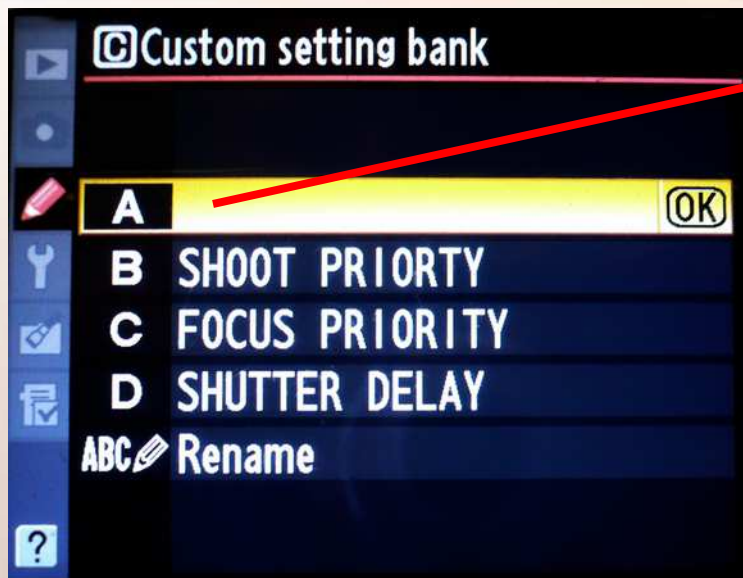 C Custom setting bank
A OK
B SHOOT PRIORTY
C FOCUS PRIORITY
D SHUTTER DELAY
ABC Rename
?